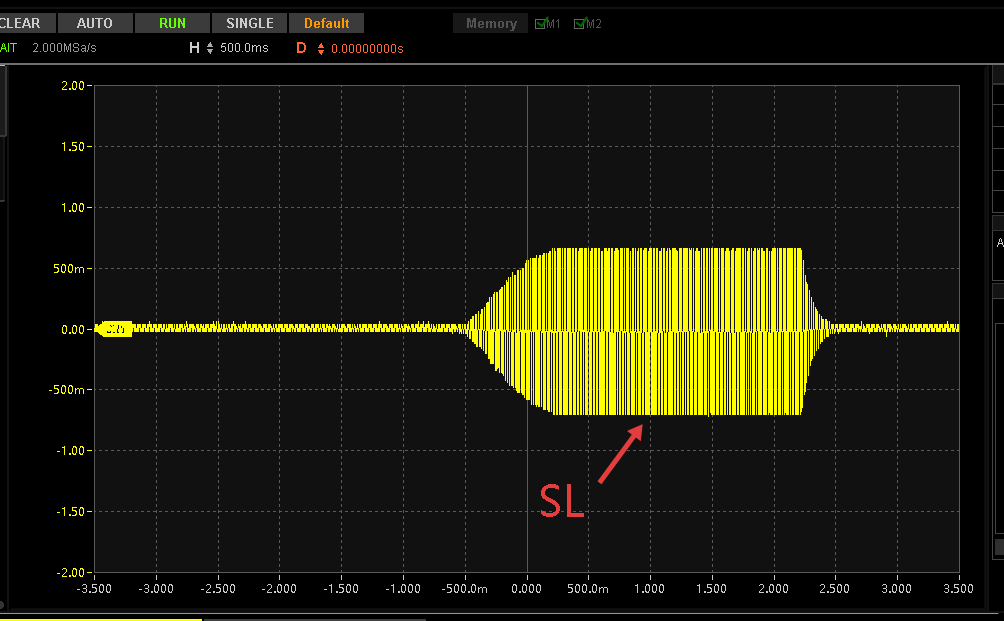 CLEAR AUTO RUN SINGLE Default Memory M1 M2
AIT 2.000MSa/s H 500.0ms D 0.00000000s
2.00
1.50
1.00
500m
0.00
-500m
-1.00
-1.50
-2.00
SL
-3.500 -3.000 -2.500 -2.000 -1.500 -1.000 -500.0m 0.000 500.0m 1.000 1.500 2.000 2.500 3.000 3.500
A